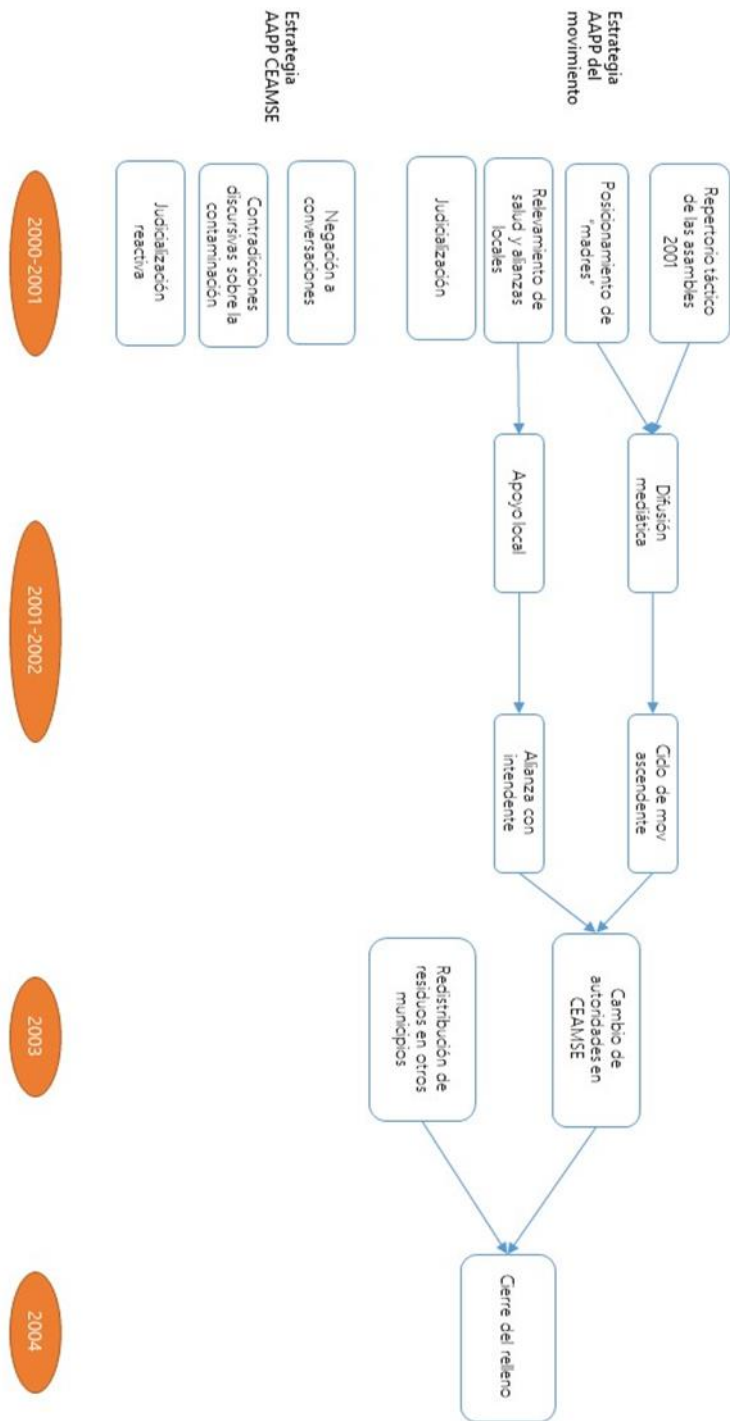 Estrategia
AAPP del
movimiento
Repertorio táctico
de las asambles
2001
Posicionamiento de
"madres"
Relevamiento de
salud y alianzas
locales
Judicialización
Difusión
mediática
Apoyo local
Ciclo de mov
ascendente
Alianza con
intendente
Cambio de
autoridades en
CEAMSE
Redistribución de
residuos en otros
municipios
Cierre del relleno
Estrategia
AAPP CEAMSE
Negación a
conversaciones
Contradicciones
discursivas sobre la
contaminación
Judicialización
reactiva
2000-2001
2001-2002
2003
2004